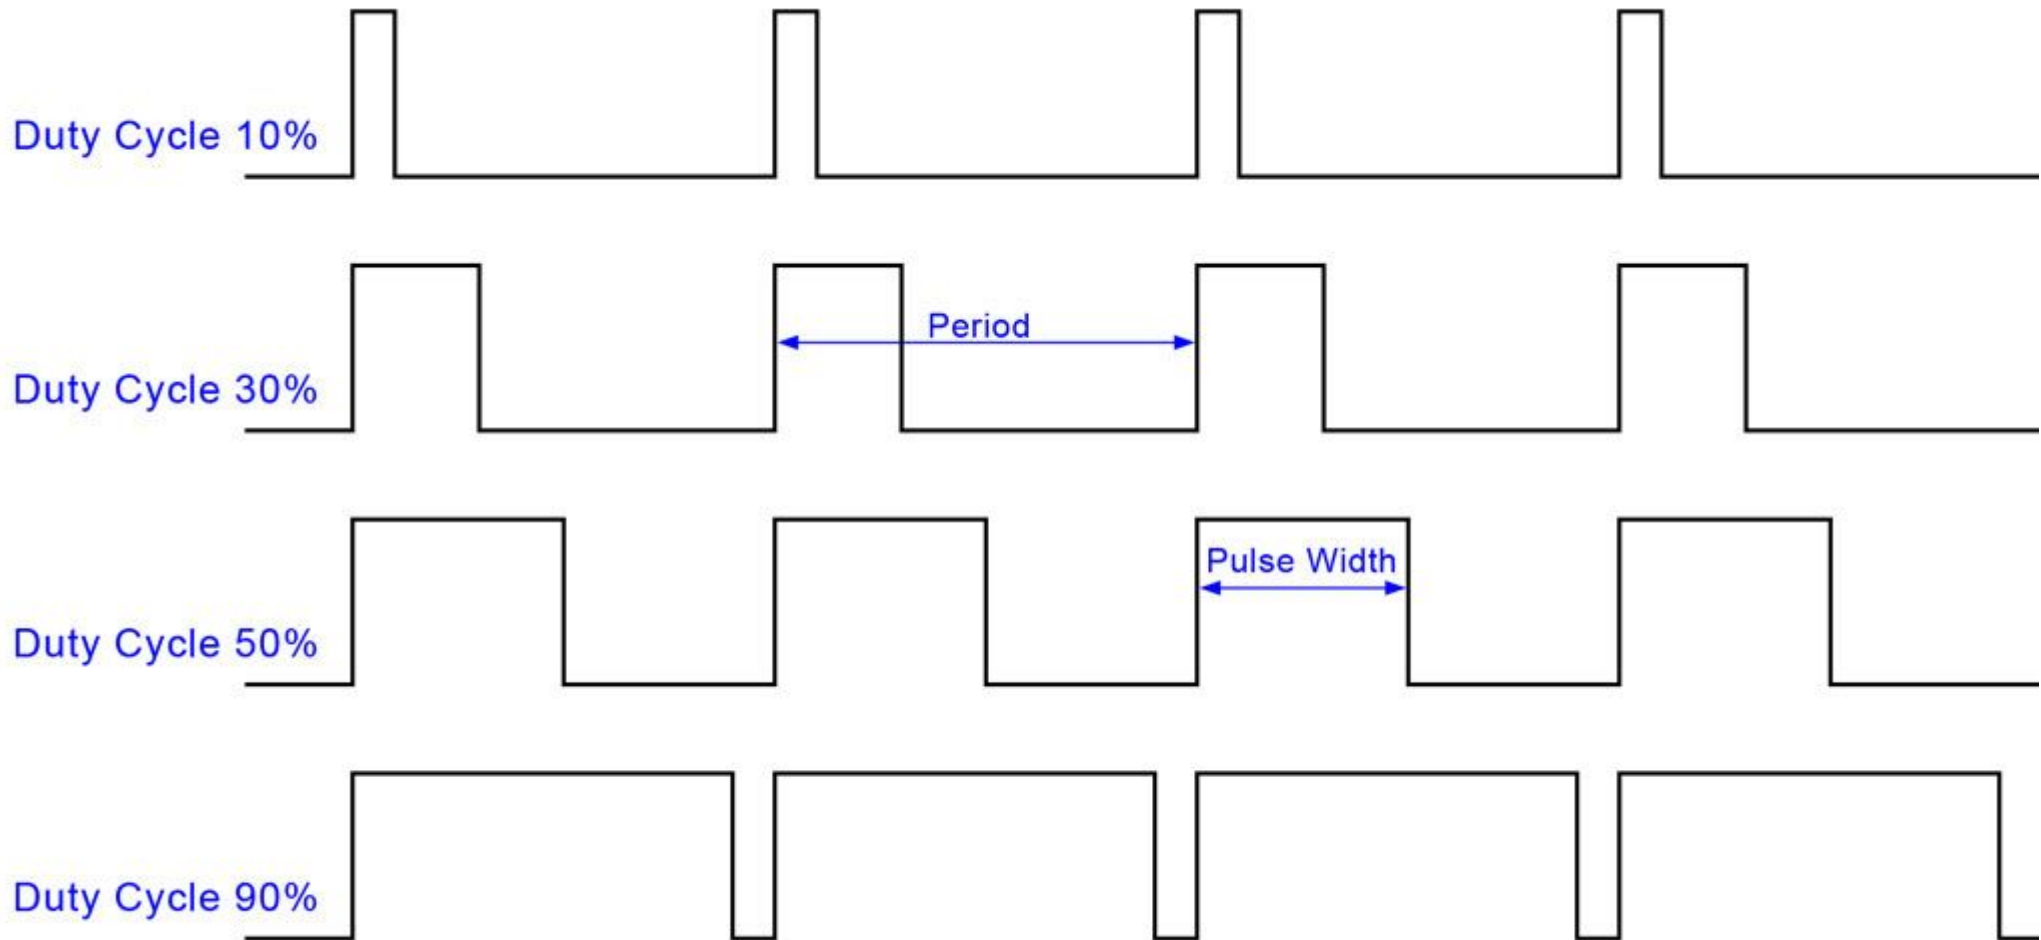 Duty Cycle 10%
Period
Duty Cycle 30%
Pulse Width
Duty Cycle 50%
Duty Cycle 90%